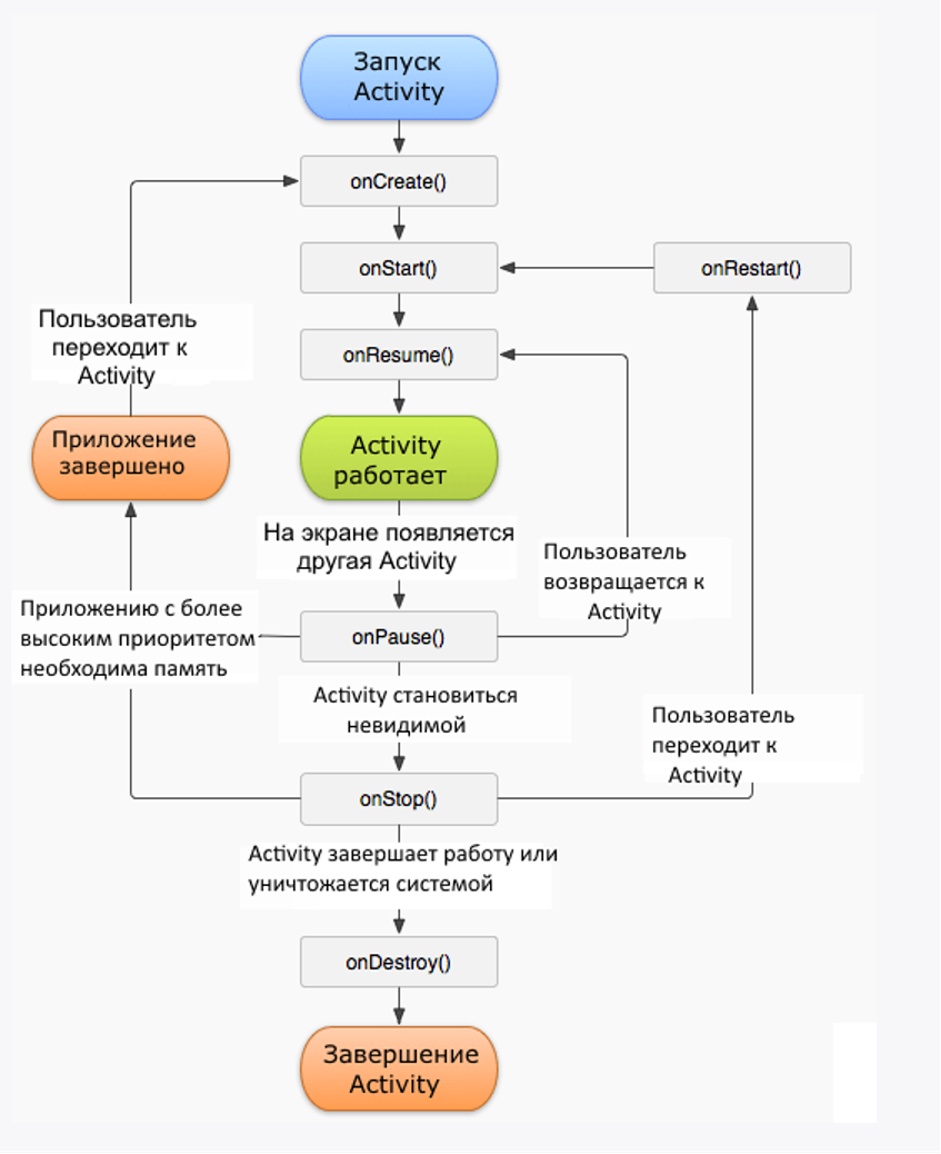 Запуск
Activity
onCreate()
onStart()
onRestart()
Пользователь
переходит к
Activity
onResume()
Приложение
завершено
Activity
работает
На экране появляется
другая Activity
Пользователь
возвращается к
Activity
Приложению с более
высоким приоритетом
необходима память
onPause()
Activity становиться
невидимой
Пользователь
переходит к
Activity
onStop()
Activity завершает работу или
уничтожается системой
onDestroy()
Завершение
Activity